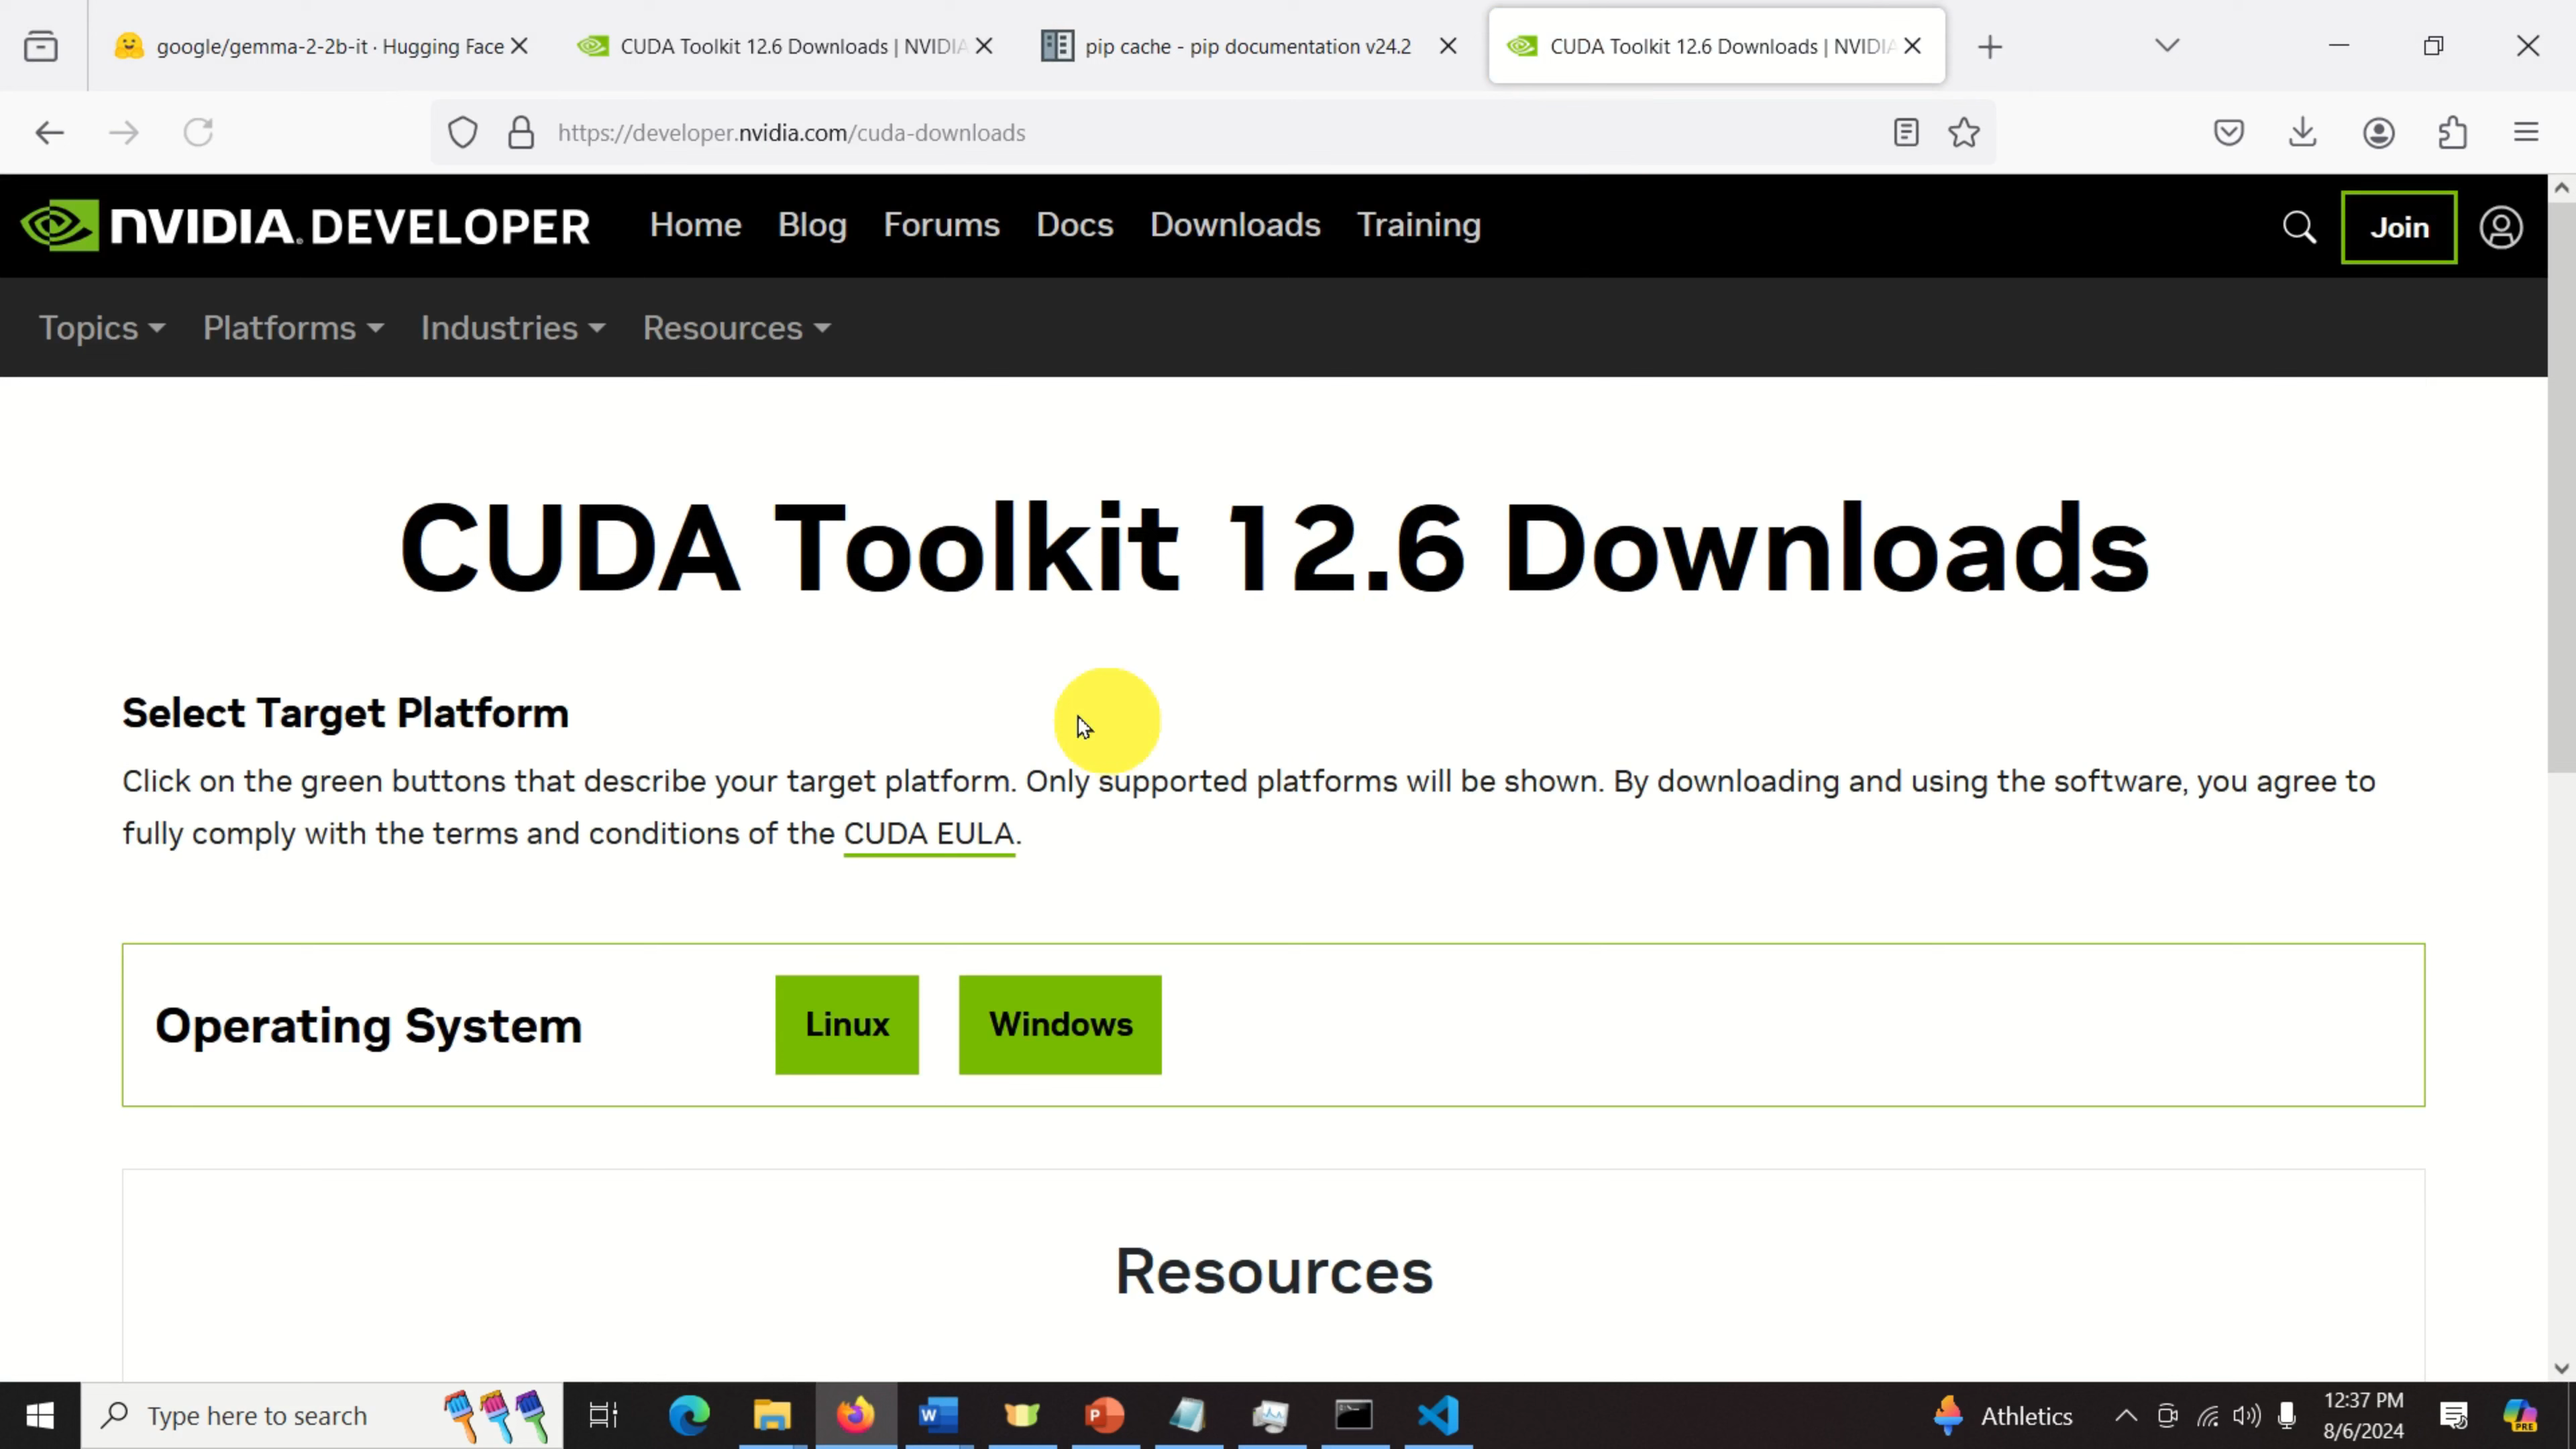 google/gemma-2-2b-it · Hugging Face
CUDA Toolkit 12.6 Downloads | NVIDIA
pip cache - pip documentation v24.2
CUDA Toolkit 12.6 Downloads | NVIDIA
https://developer.nvidia.com/cuda-downloads
NVIDIA. DEVELOPER
Home
Blog
Forums
Docs
Downloads
Training
Join
Topics
Platforms
Industries
Resources
CUDA Toolkit 12.6 Downloads
Select Target Platform
Click on the green buttons that describe your target platform. Only supported platforms will be shown. By downloading and using the software, you agree to
fully comply with the terms and conditions of the CUDA EULA.
Operating System
Linux
Windows
Resources
Type here to search
W
P
Athletics
12:37 PM
8/6/2024
PRE